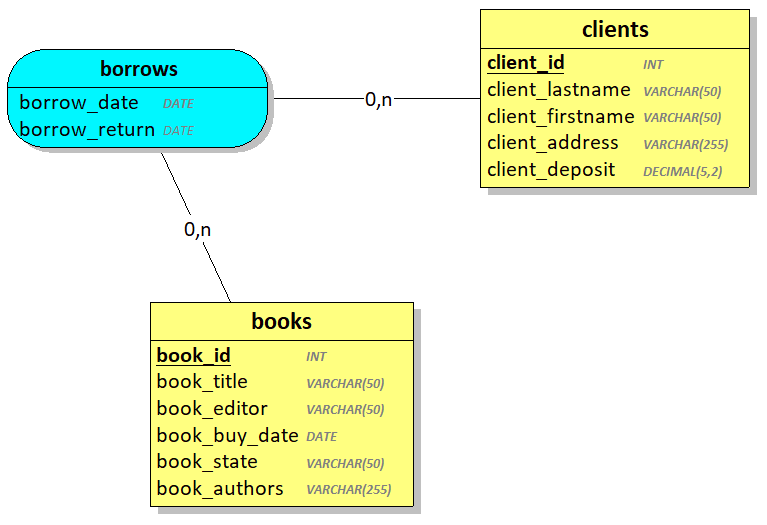 borrows
borrow_date DATE
borrow_return DATE
0,n
clients
client_id INT
client_lastname VARCHAR(50)
client_firstname VARCHAR(50)
client_address VARCHAR(255)
client_deposit DECIMAL(5,2)
0,n
books
book_id INT
book_title VARCHAR(50)
book_editor VARCHAR(50)
book_buy_date DATE
book_state VARCHAR(50)
book_authors VARCHAR(255)